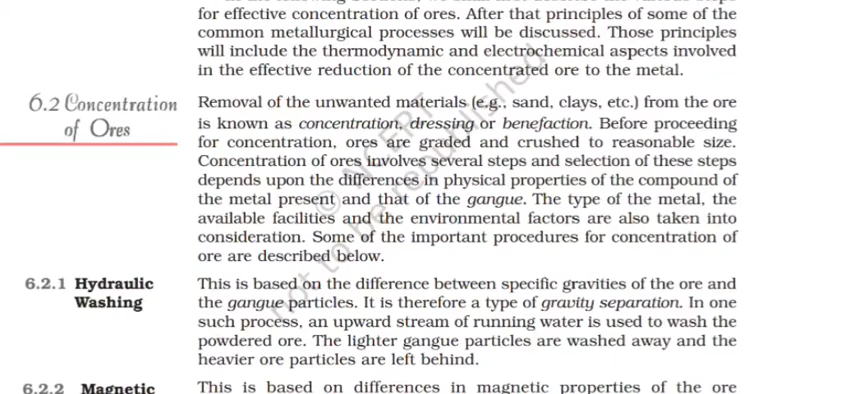 for effective concentration of ores. After that principles of some of the
common metallurgical processes will be discussed. Those principles
will include the thermodynamic and electrochemical aspects involved
in the effective reduction of the concentrated ore to the metal.
6.2 Concentration
of Ores
Removal of the unwanted materials (e.g., sand, clays, etc.) from the ore
is known as concentration, dressing or benefaction. Before proceeding
for concentration, ores are graded and crushed to reasonable size.
Concentration of ores involves several steps and selection of these steps
depends upon the differences in physical properties of the compound of
the metal present and that of the gangue. The type of the metal, the
available facilities and the environmental factors are also taken into
consideration. Some of the important procedures for concentration of
ore are described below.
6.2.1 Hydraulic
Washing
This is based on the difference between specific gravities of the ore and
the gangue particles. It is therefore a type of gravity separation. In one
such process, an upward stream of running water is used to wash the
powdered ore. The lighter gangue particles are washed away and the
heavier ore particles are left behind.
6.2.2 Magnetic
This is based on differences in magnetic properties of the ore
© NCERT
not to be republished